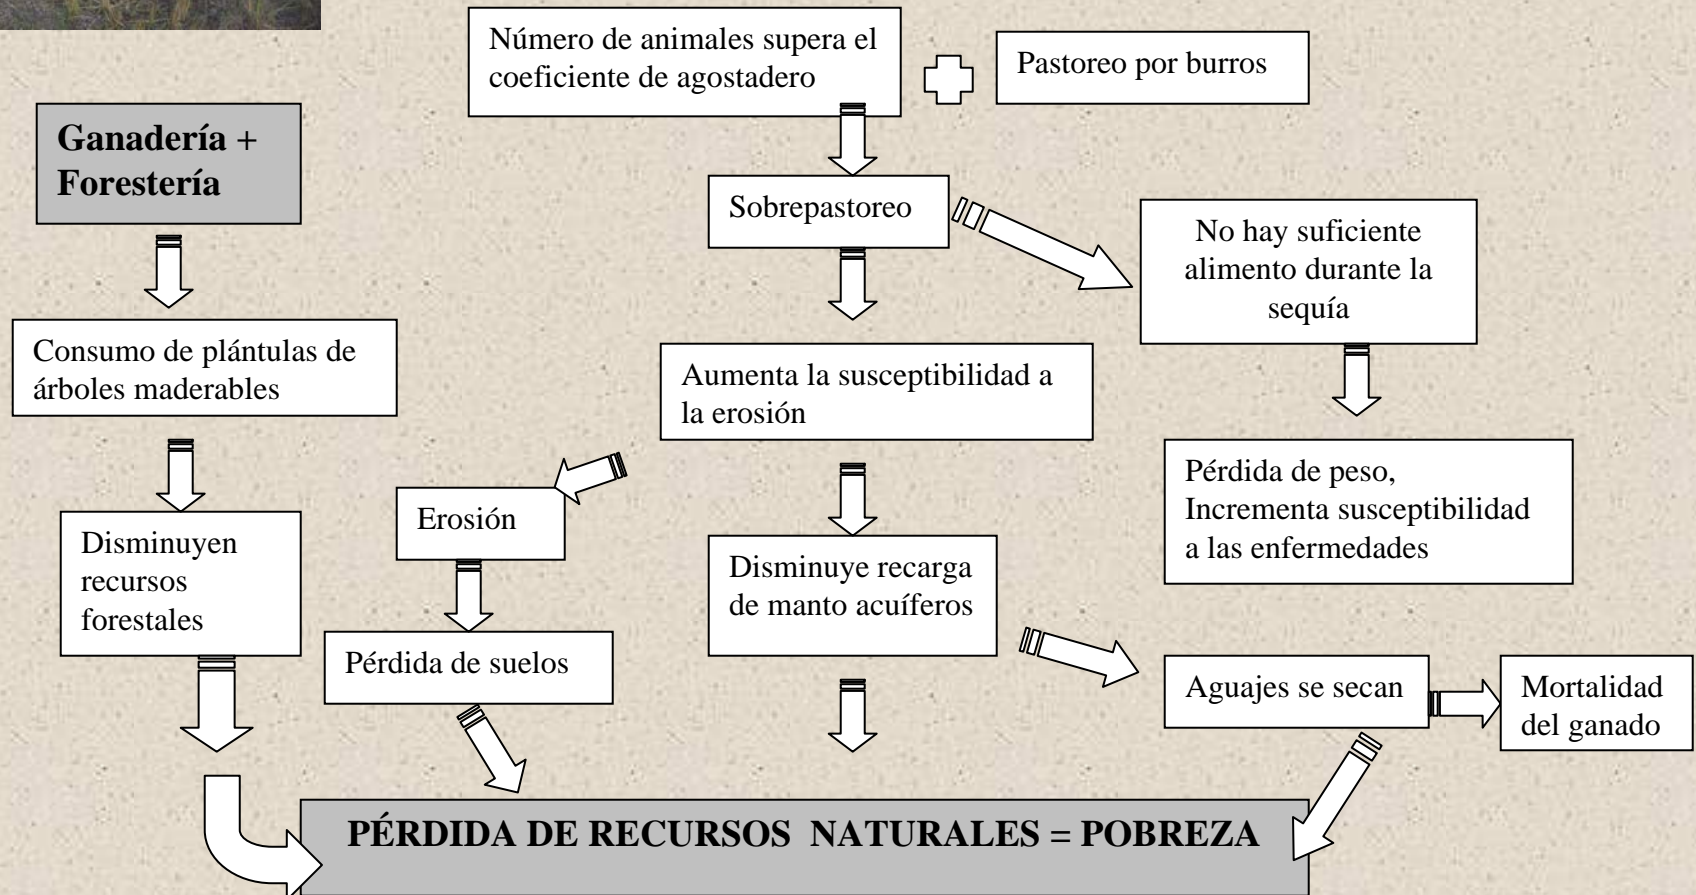 Número de animales supera el
coeficiente de agostadero
Pastoreo por burros
Ganadería +
Forestería
Sobrepastoreo
No hay suficiente
alimento durante la
sequía
Consumo de plántulas de
árboles maderables
Aumenta la susceptibilidad a
la erosión
Pérdida de peso,
Incrementa susceptibilidad
a las enfermedades
Erosión
Disminuyen
recursos
forestales
Disminuye recarga
de manto acuíferos
Pérdida de suelos
Aguajes se secan
Mortalidad
del ganado
PÉRDIDA DE RECURSOS NATURALES = POBREZA